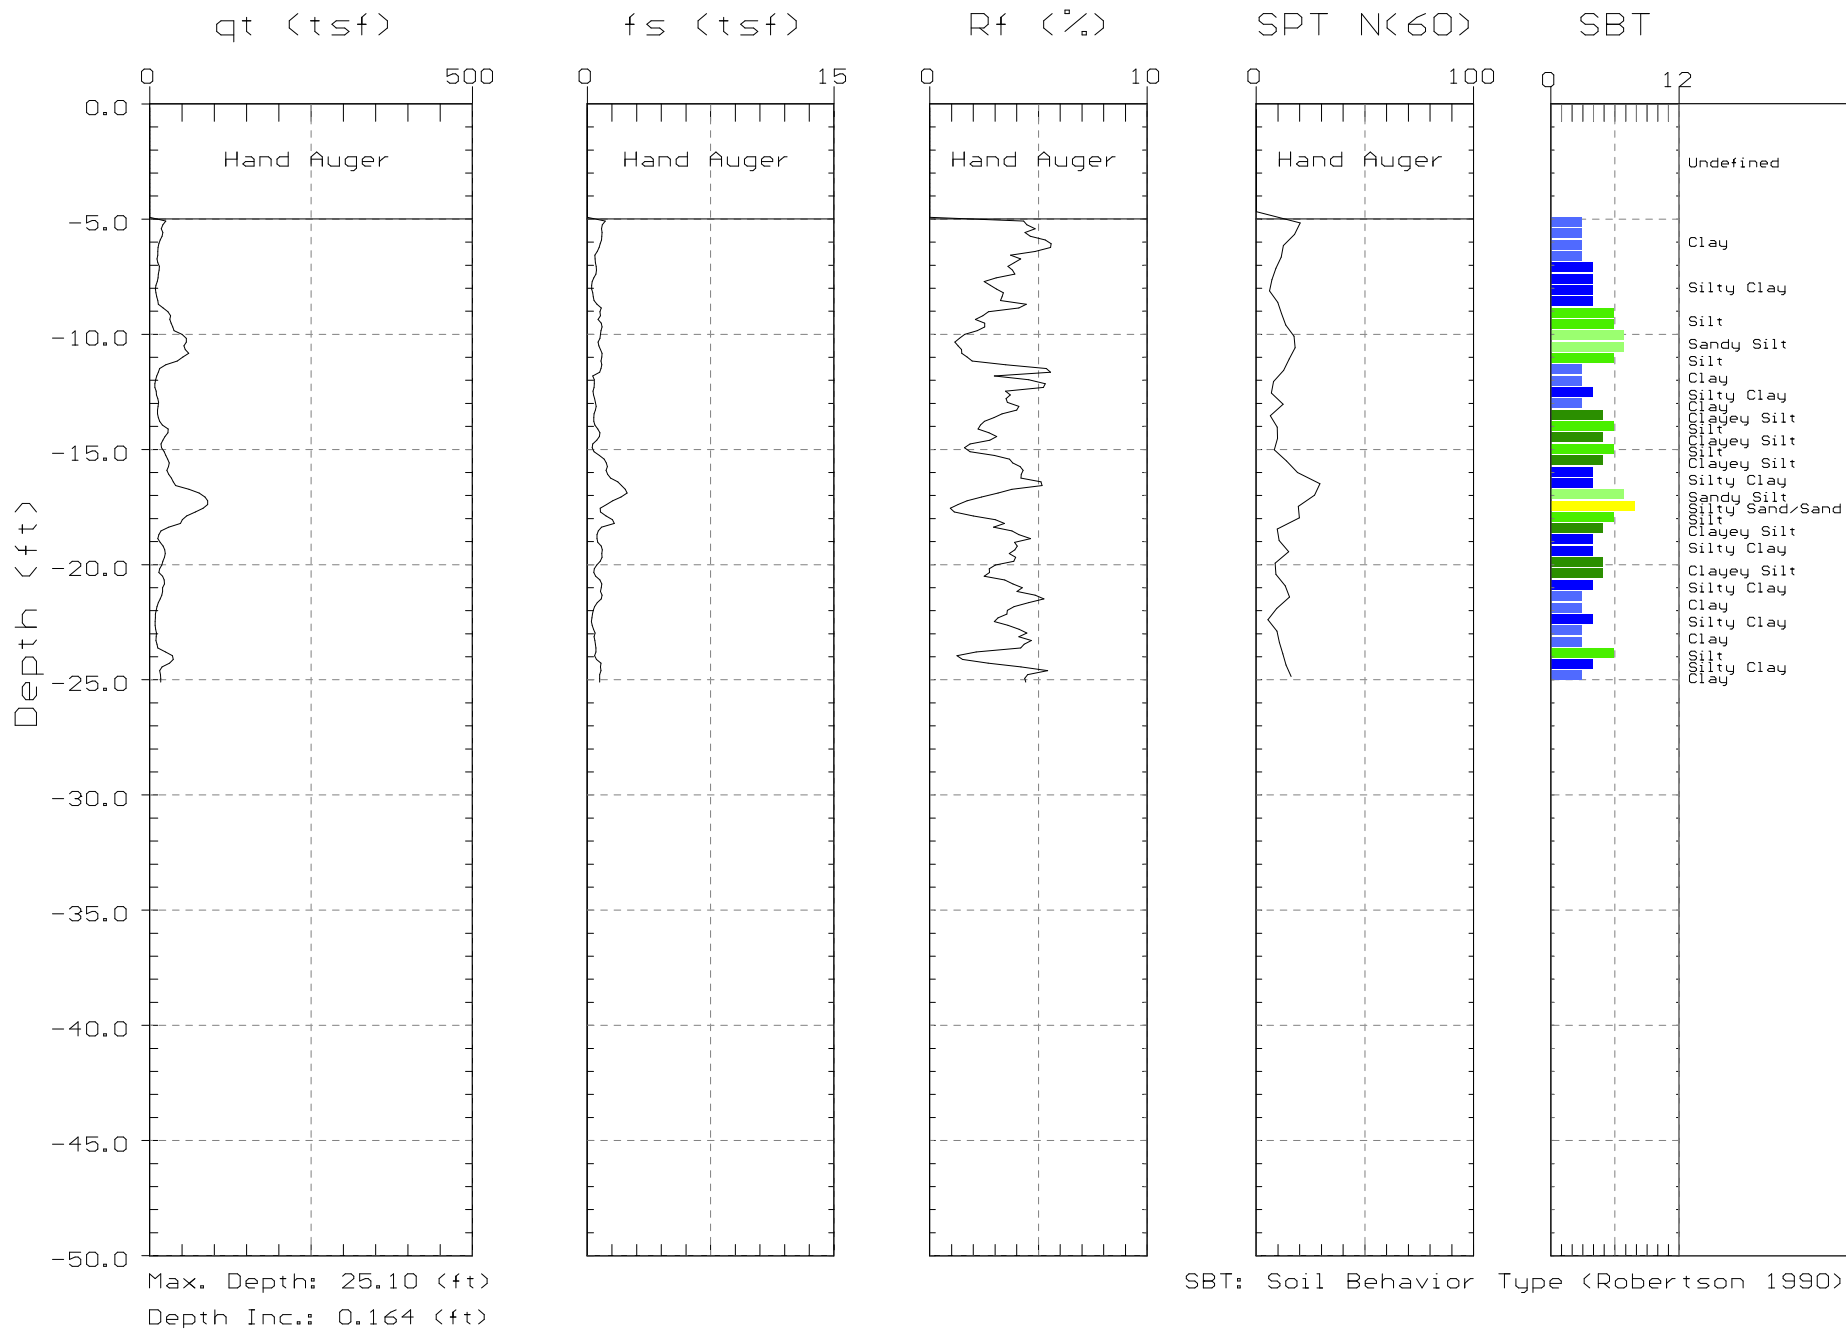 qt (tsf) fs (tsf) Rf (%) SPT N(60) SBT
0 500 0 15 0 10 0 100 0 12
0.0
Hand Auger Hand Auger Hand Auger Hand Auger
Undefined
-5.0
Clay
Silty Clay
Silt
-10.0
Sandy Silt
Silt
Clay
Silty Clay
Clay
Clayey Silt
Silt
Clayey Silt
-15.0
Silt
Clayey Silt
Silty Clay
Sandy Silt
Silty Sand/Sand
Silt
Clayey Silt
Silty Clay
-20.0
Clayey Silt
Silty Clay
Clay
Silty Clay
Clay
Silt
Silty Clay
Clay
-25.0
Depth (ft)
-30.0
-35.0
-40.0
-45.0
-50.0
Max. Depth: 25.10 (ft)
SBT: Soil Behavior Type (Robertson 1990)
Depth Inc.: 0.164 (ft)